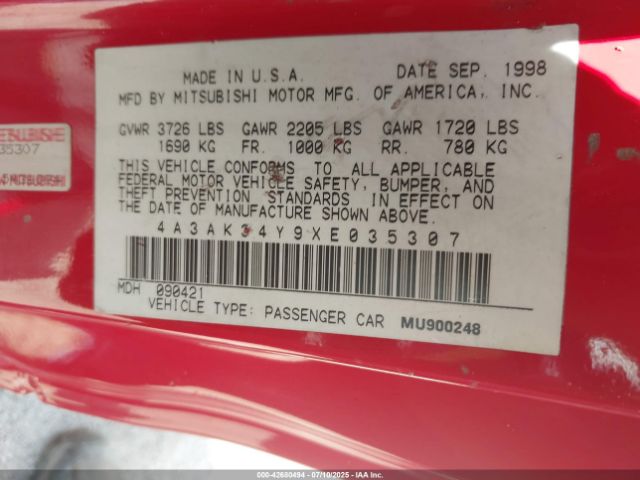 MADE IN U.S.A. DATE SEP. 1998
MFD BY MITSUBISHI MOTOR MFG. OF AMERICA, INC.
GVWR 3726 LBS GAWR 2205 LBS GAWR 1720 LBS
1690 KG FR. 1000 KG RR. 780 KG
THIS VEHICLE CONFORMS TO ALL APPLICABLE
FEDERAL MOTOR VEHICLE SAFETY, BUMPER, AND
THEFT PREVENTION STANDARDS IN EFFECT ON
THE DATE OF MANUFACTURE SHOWN ABOVE.
4A3AK34Y9XE035307
MDH 090421
VEHICLE TYPE: PASSENGER CAR MU900248
35307
000-42680494 - 07/10/2025 - IAAI, Inc.